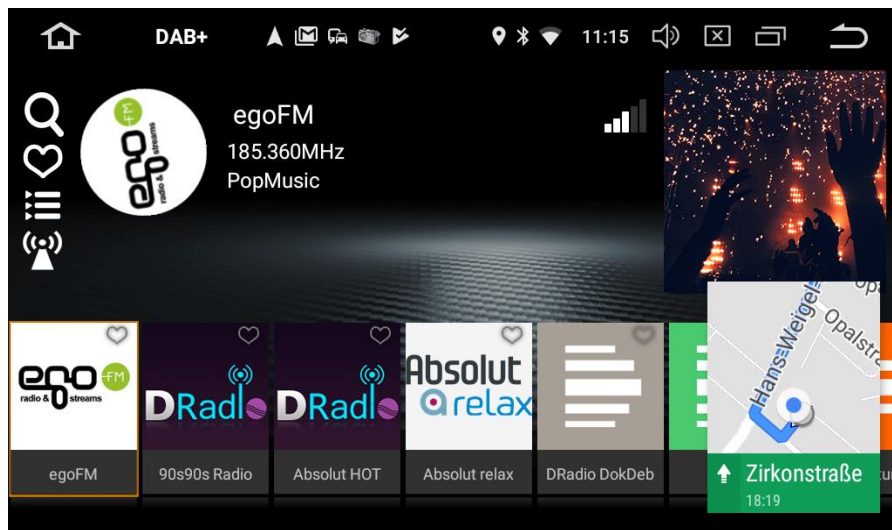 DAB+
11:15
egoFM
185.360MHz
PopMusic
ego FM
radio & streams
ego FM
radio & streams
DRadio
DRadio
Absolut
relax
egoFM
90s90s Radio
Absolut HOT
Absolut relax
DRadio DokDeb
Hans-Weigel-
Opalstra
Zirkonstraße
18:19